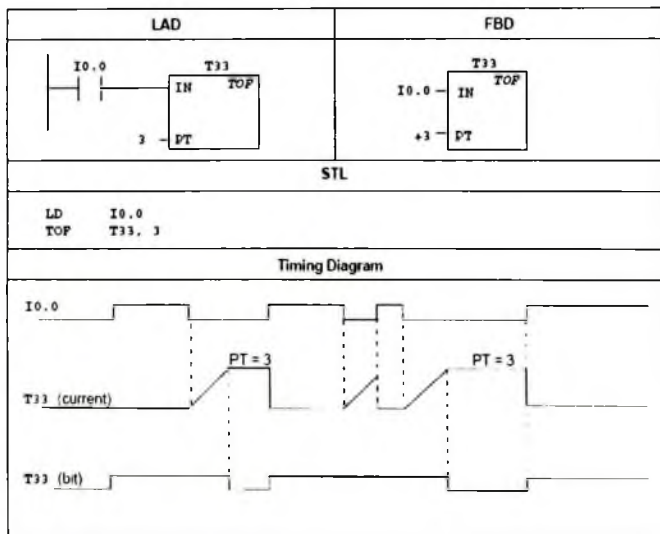 LAD FBD
I0.0 T33 T33
IN TOF I0.0 IN TOF
3 PT +3 PT
STL
LD I0.0
TOF T33, 3
Timing Diagram
I0.0
PT = 3 PT = 3
T33 (current)
T33 (bit)